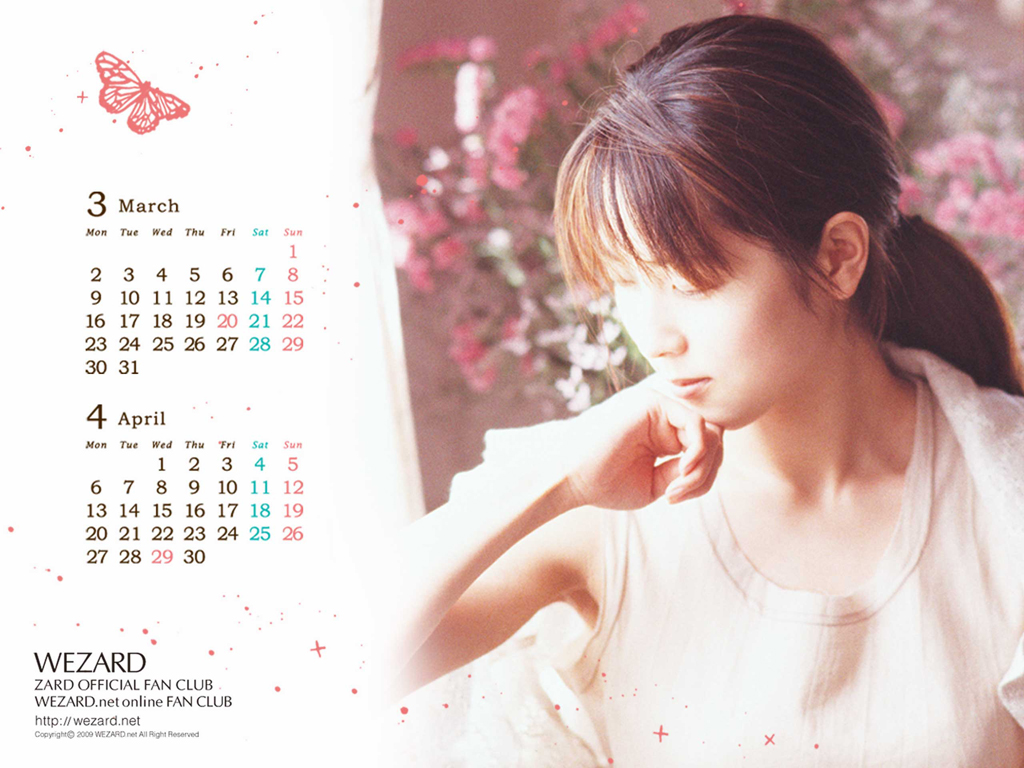 3 March
Mon Tue Wed Thu Fri Sat Sun
1
2 3 4 5 6 7 8
9 10 11 12 13 14 15
16 17 18 19 20 21 22
23 24 25 26 27 28 29
30 31
4 April
Mon Tue Wed Thu Fri Sat Sun
1 2 3 4 5
6 7 8 9 10 11 12
13 14 15 16 17 18 19
20 21 22 23 24 25 26
27 28 29 30
WEZARD
ZARD OFFICIAL FAN CLUB
WEZARD.net online FAN CLUB
http://wezard.net
Copyright© 2009 WEZARD.net All Right Reserved